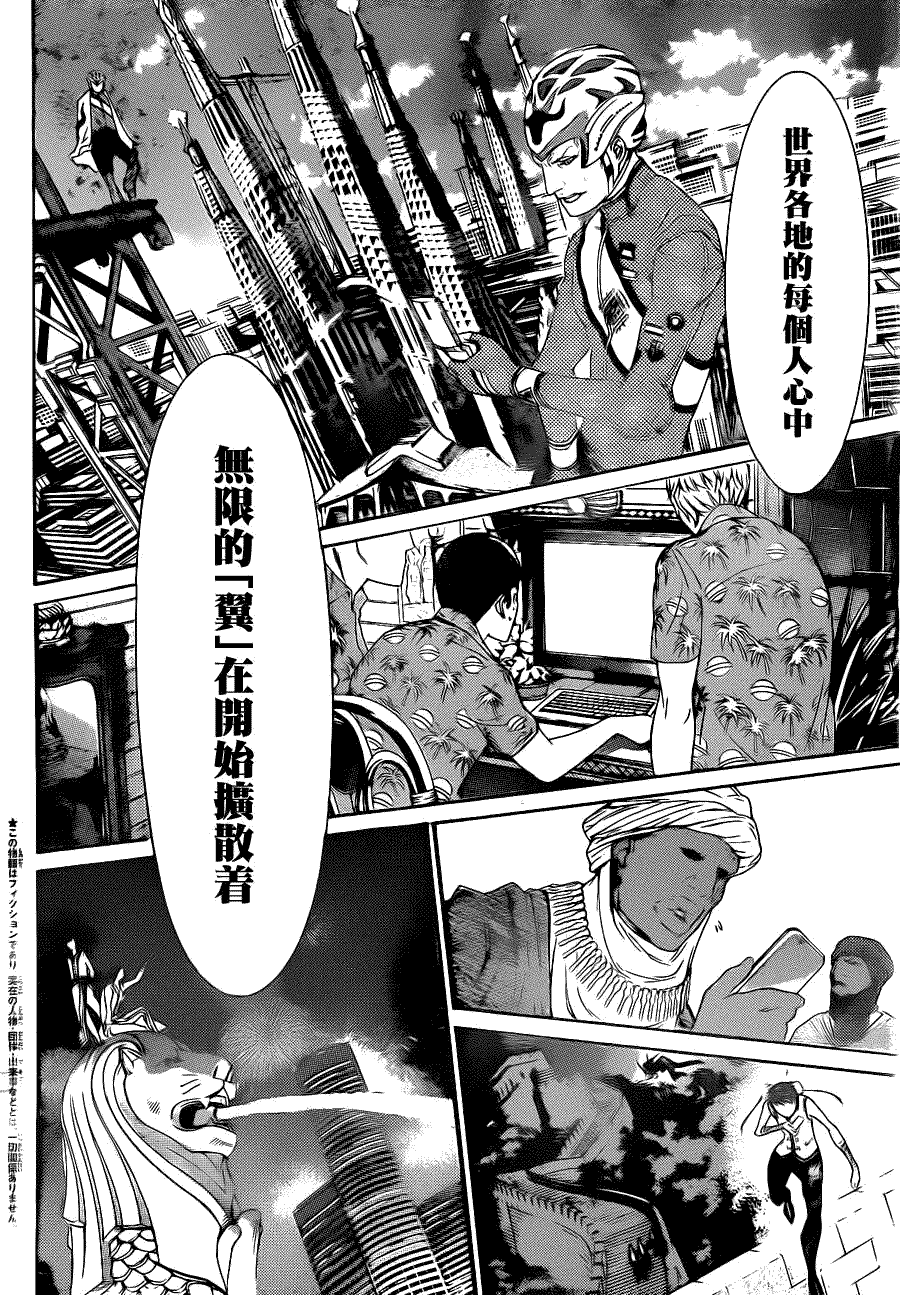 世界各地的每個人心中
無限的「翼」在開始擴散着
★この物語はフィクションであり、実在の人物・団体・出来事などとは、一切関係ありません。